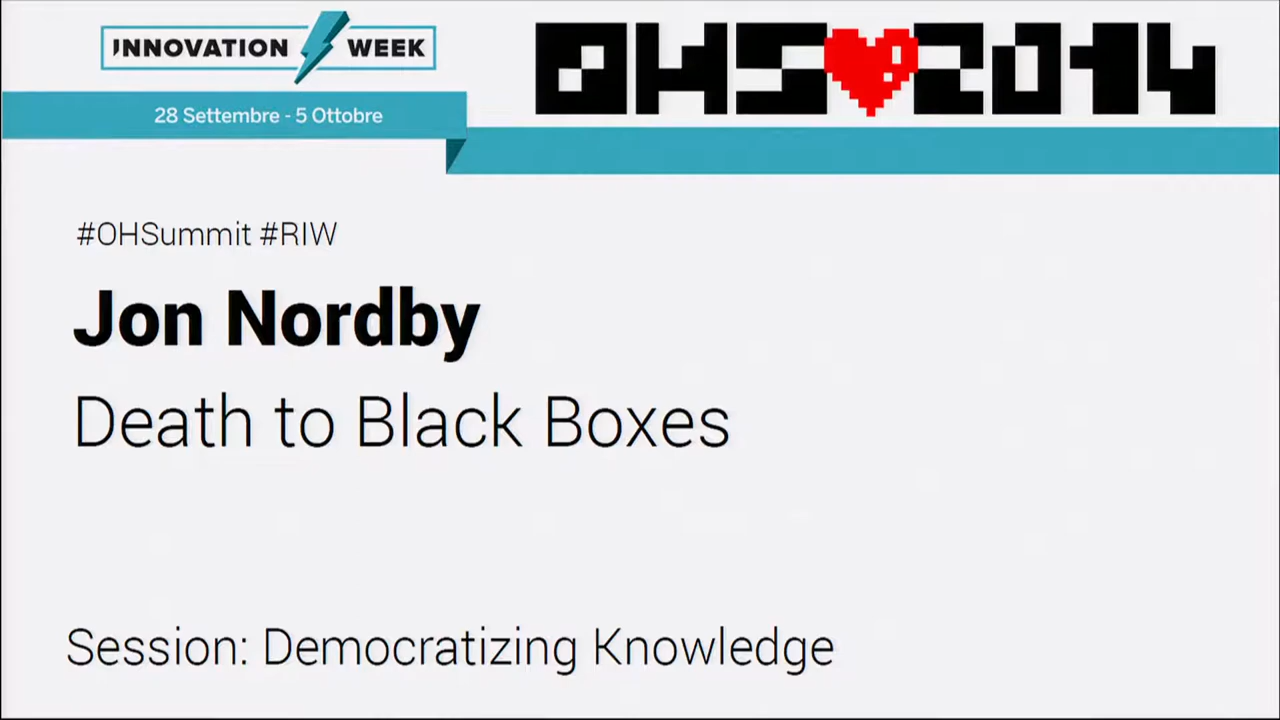 INNOVATION WEEK
OHS 2014
28 Settembre - 5 Ottobre
#OHSummit #RIW
Jon Nordby
Death to Black Boxes
Session: Democratizing Knowledge